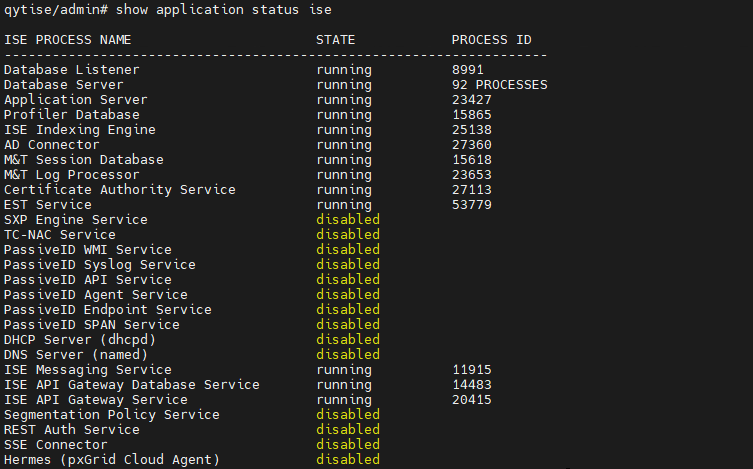 qytise/admin# show application status ise
ISE PROCESS NAME                       STATE            PROCESS ID
--------------------------------------------------------------------
Database Listener                      running          8991
Database Server                        running          92 PROCESSES
Application Server                     running          23427
Profiler Database                      running          15865
ISE Indexing Engine                    running          25138
AD Connector                           running          27360
M&T Session Database                   running          15618
M&T Log Processor                      running          23653
Certificate Authority Service          running          27113
EST Service                            running          53779
SXP Engine Service                     disabled
TC-NAC Service                         disabled
PassiveID WMI Service                  disabled
PassiveID Syslog Service               disabled
PassiveID API Service                  disabled
PassiveID Agent Service                disabled
PassiveID Endpoint Service             disabled
PassiveID SPAN Service                 disabled
DHCP Server (dhcpd)                    disabled
DNS Server (named)                     disabled
ISE Messaging Service                  running          11915
ISE API Gateway Database Service       running          14483
ISE API Gateway Service                running          20415
Segmentation Policy Service            disabled
REST Auth Service                      disabled
SSE Connector                          disabled
Hermes (pxGrid Cloud Agent)            disabled